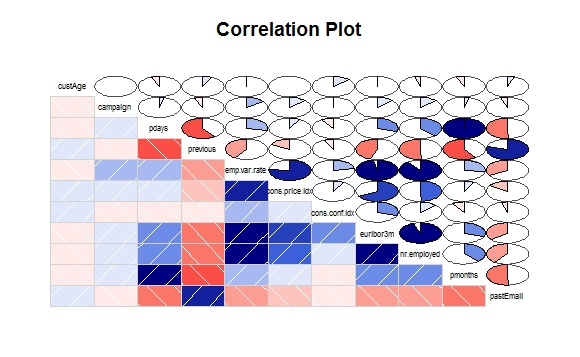 Correlation Plot
custAge
campaign
pdays
previous
emp.var.rate
cons.price.idx
cons.conf.idx
euribor3m
nr.employed
pmonths
pastEmail